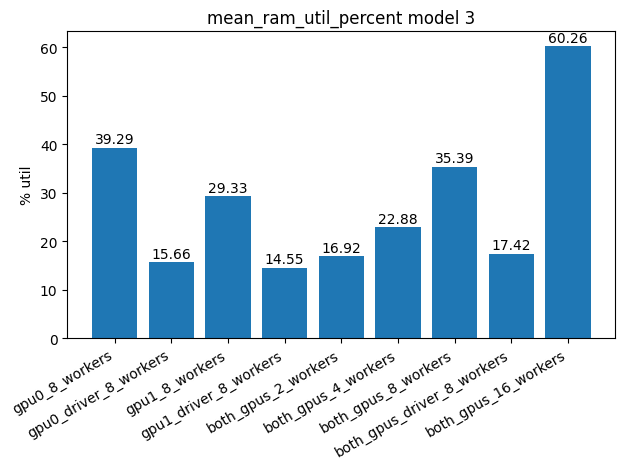 mean_ram_util_percent model 3
% util
60
50
40
30
20
10
0
39.29
15.66
29.33
14.55
16.92
22.88
35.39
17.42
60.26
gpu0_8_workers
gpu0_driver_8_workers
gpu1_8_workers
gpu1_driver_8_workers
both_gpus_2_workers
both_gpus_4_workers
both_gpus_8_workers
both_gpus_driver_8_workers
both_gpus_16_workers